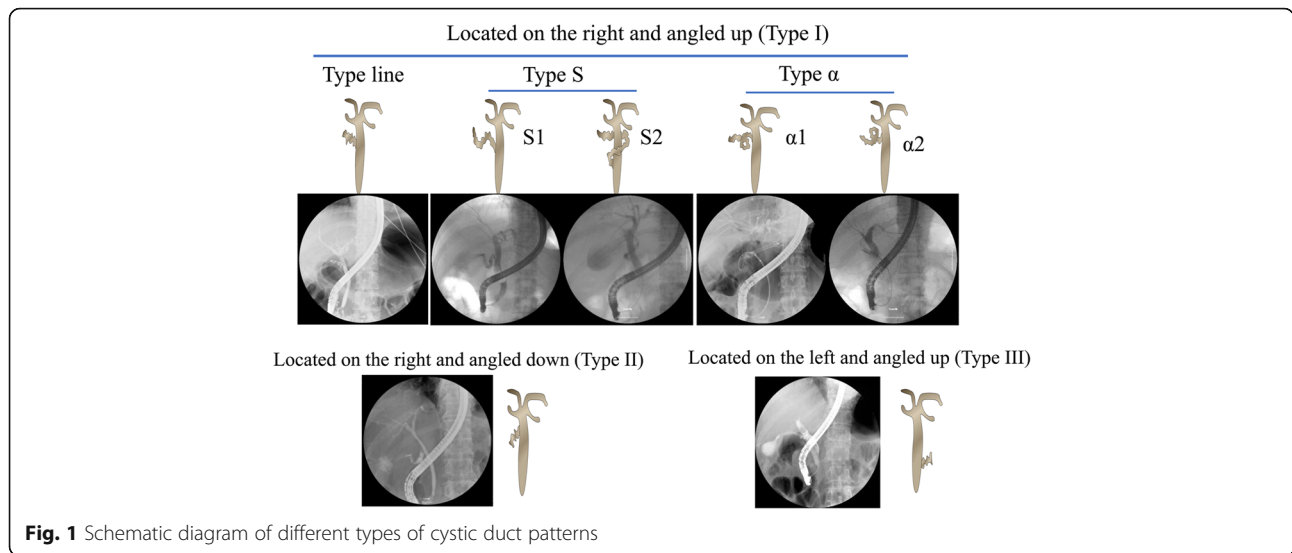 Located on the right and angled up (Type I)
Type line
Type S
Type α
S1
S2
α1
α2
Located on the right and angled down (Type II)
Located on the left and angled up (Type III)
Fig. 1 Schematic diagram of different types of cystic duct patterns